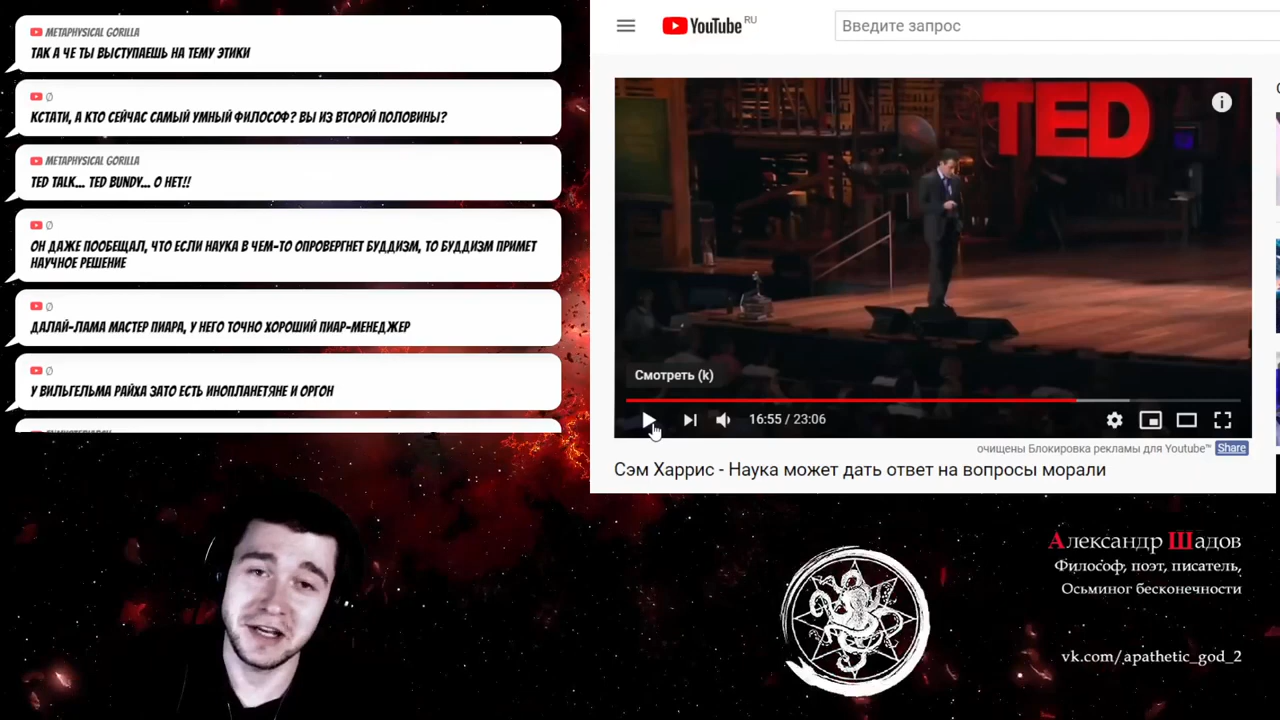 METAPHYSICAL GORILLA
ТАК А ЧЕ ТЫ ВЫСТУПАЕШЬ НА ТЕМУ ЭТИКИ
Ø
КСТАТИ, А КТО СЕЙЧАС САМЫЙ УМНЫЙ ФИЛОСОФ? ВЫ ИЗ ВТОРОЙ ПОЛОВИНЫ?
METAPHYSICAL GORILLA
TED TALK... TED BUNDY... О НЕТ!!
Ø
ОН ДАЖЕ ПООБЕЩАЛ, ЧТО ЕСЛИ НАУКА В ЧЕМ-ТО ОПРОВЕРГНЕТ БУДДИЗМ, ТО БУДДИЗМ ПРИМЕТ
НАУЧНОЕ РЕШЕНИЕ
Ø
ДАЛАЙ-ЛАМА МАСТЕР ПИАРА, У НЕГО ТОЧНО ХОРОШИЙ ПИАР-МЕНЕДЖЕР
Ø
У ВИЛЬГЕЛЬМА РАЙХА ЗАТО ЕСТЬ ИНОПЛАНЕТЯНЕ И ОРГОН
YouTube RU
Введите запрос
TED
Смотреть (k)
16:55 / 23:06
очищены Блокировка рекламы для Youtube™ Share
Сэм Харрис - Наука может дать ответ на вопросы морали
Александр Шадов
Философ, поэт, писатель,
Осьминог бесконечности
vk.com/apathetic_god_2